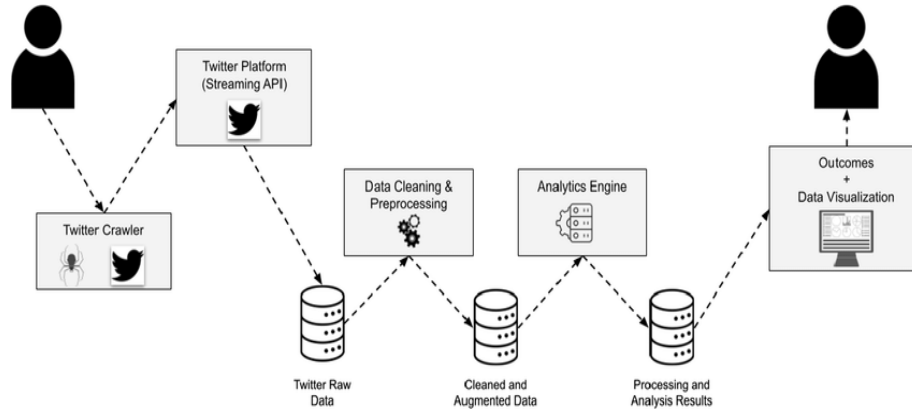 Twitter Platform
(Streaming API)
Twitter Crawler
Data Cleaning &
Preprocessing
Analytics Engine
Outcomes
+
Data Visualization
Twitter Raw
Data
Cleaned and
Augmented Data
Processing and
Analysis Results